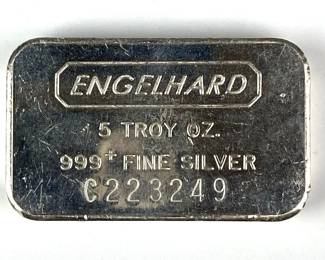 ENGELHARD
5 TROY OZ.
999+ FINE SILVER
C223249